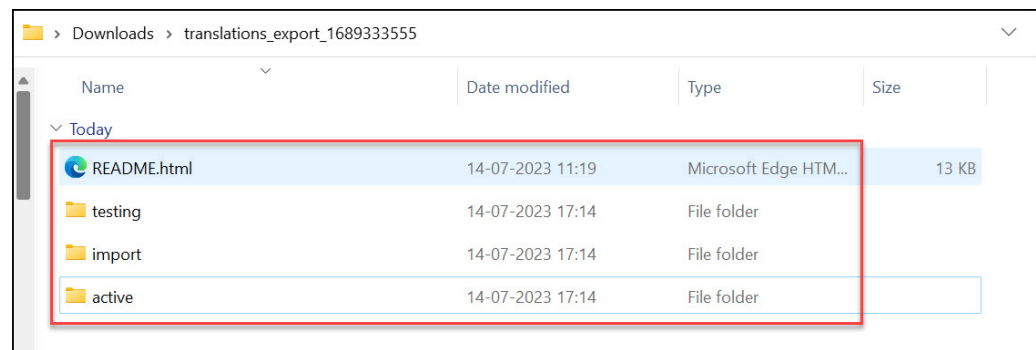 Downloads > translations_export_1689333555
Name Date modified Type Size
Today
README.html 14-07-2023 11:19 Microsoft Edge HTM... 13 KB
testing 14-07-2023 17:14 File folder
import 14-07-2023 17:14 File folder
active 14-07-2023 17:14 File folder